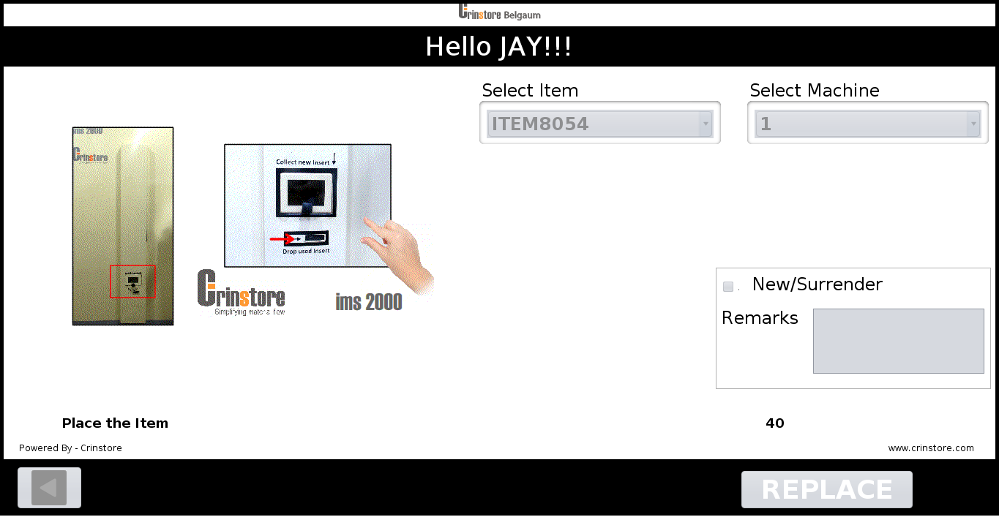 Crinstore Belgaum
Hello JAY!!!
Select Item
Select Machine
ITEM8054
1
ims 2000
Crinstore
Collect new Insert
Drop used Insert
Crinstore
Simplifying material flow
ims 2000
New/Surrender
Remarks
Place the Item
40
Powered By - Crinstore
www.crinstore.com
REPLACE